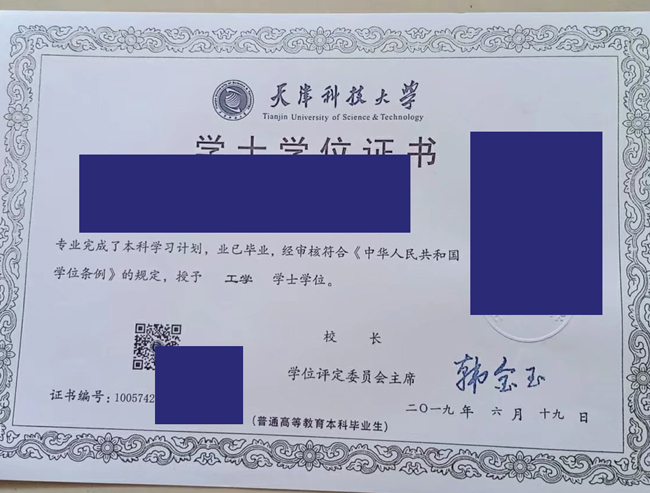 天津科技大学
Tianjin University of Science & Technology
学士学位证书
专业完成了本科学习计划，业已毕业，经审核符合《中华人民共和国
学位条例》的规定，授予 工学 学士学位。
校 长
学位评定委员会主席
韩金玉
证书编号：1005742
二〇一九年 六月 十九日
(普通高等教育本科毕业生)